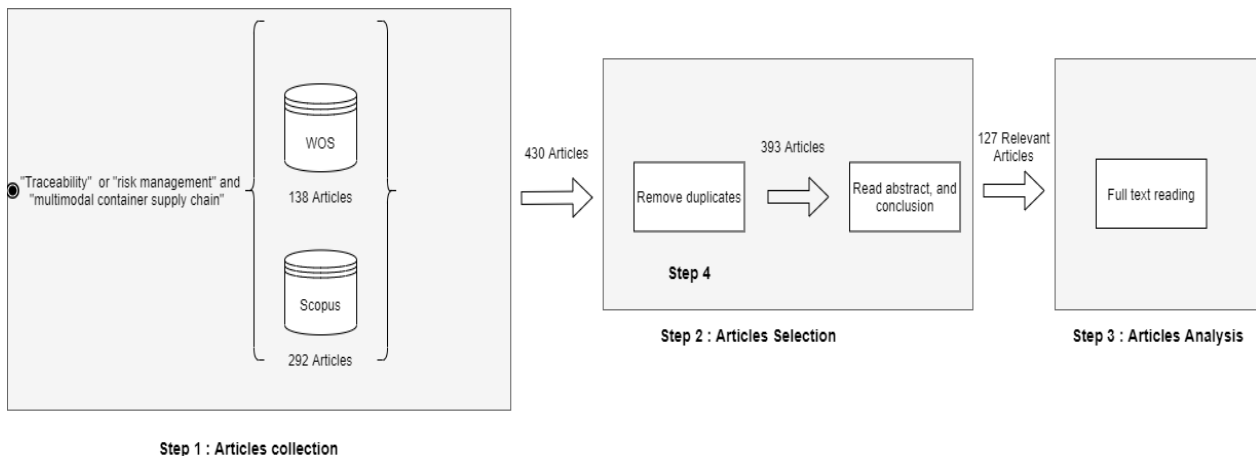 "Traceability" or "risk management" and
"multimodal container supply chain"
WOS
138 Articles
Scopus
292 Articles
Step 1 : Articles collection
430 Articles
Remove duplicates
393 Articles
Read abstract, and
conclusion
Step 4
Step 2 : Articles Selection
127 Relevant
Articles
Full text reading
Step 3 : Articles Analysis